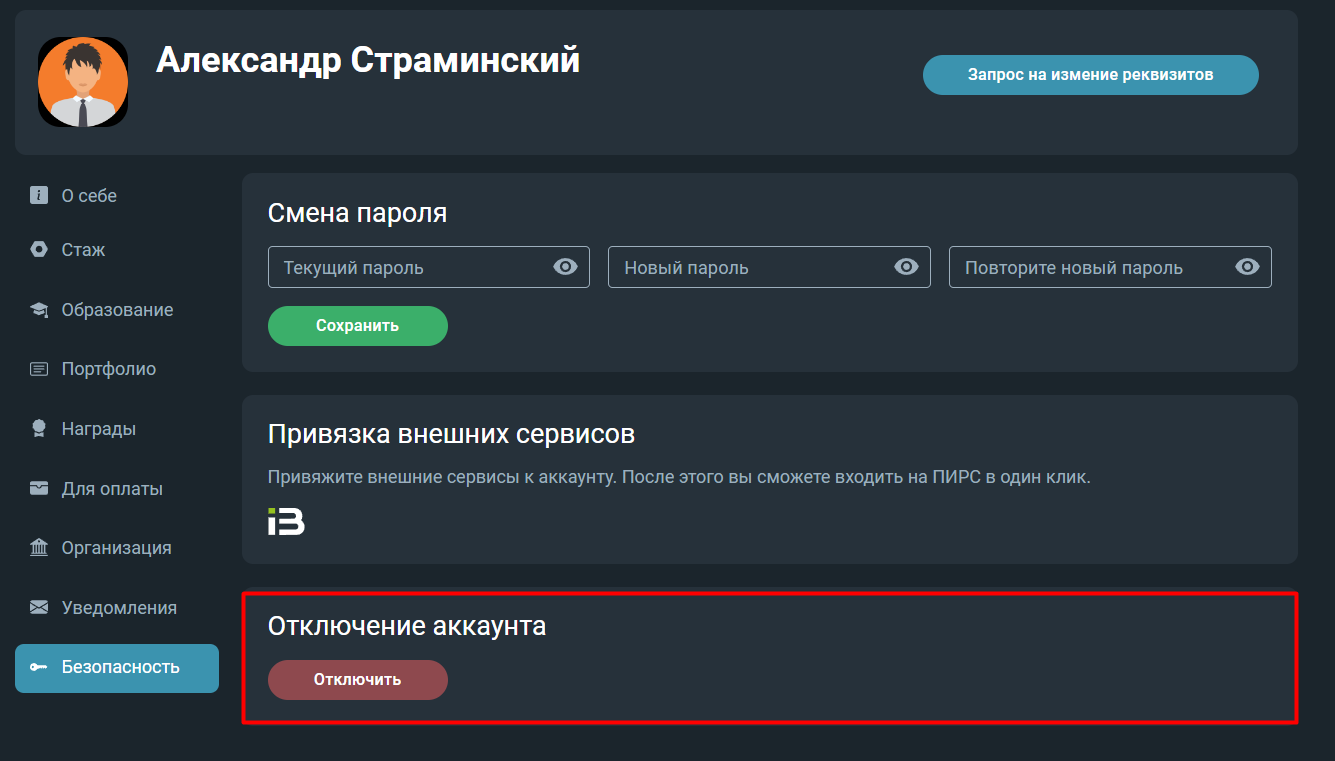 Александр Страминский
Запрос на измение реквизитов
О себе
Стаж
Образование
Портфолио
Награды
Для оплаты
Организация
Уведомления
Безопасность
Смена пароля
Текущий пароль
Новый пароль
Повторите новый пароль
Сохранить
Привязка внешних сервисов
Привяжите внешние сервисы к аккаунту. После этого вы сможете входить на ПИРС в один клик.
Отключение аккаунта
Отключить